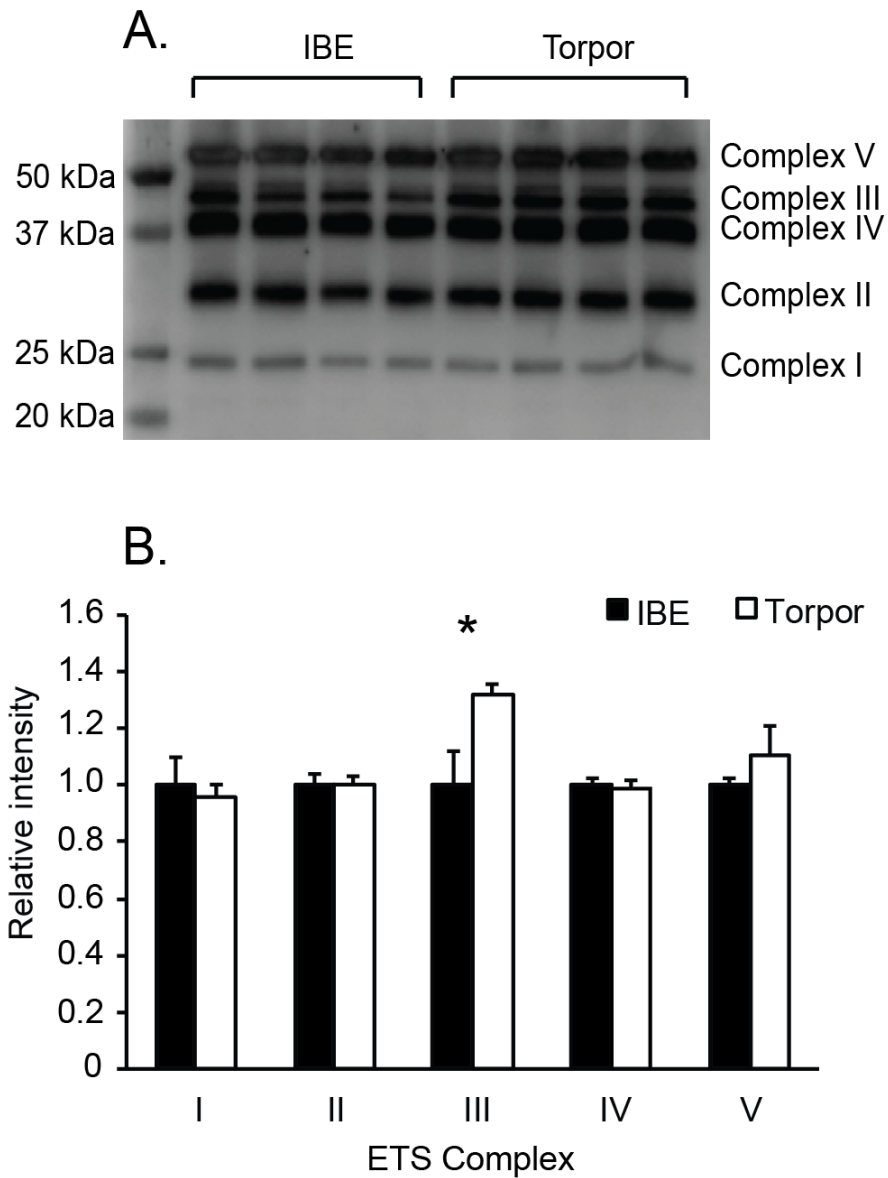 A.
IBE Torpor
Complex V
50 kDa
Complex III
37 kDa Complex IV
Complex II
25 kDa
Complex I
20 kDa
B.
1.6
IBE Torpor
*
1.4
1.2
1.0
0.8
0.6
0.4
0.2
0
Relative intensity
I II III IV V
ETS Complex